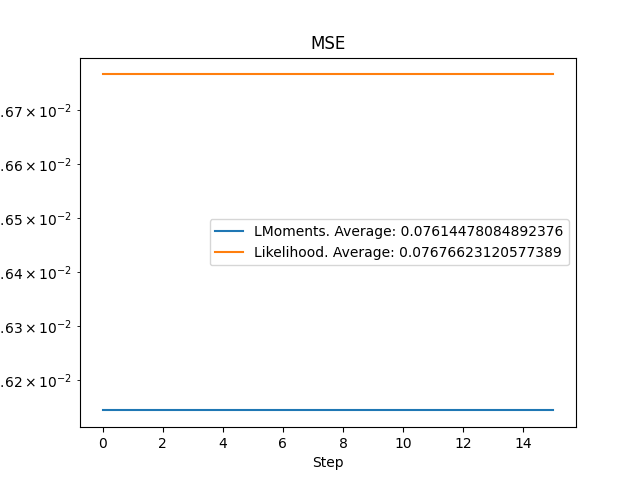 MSE
.67 × 10⁻²
.66 × 10⁻²
.65 × 10⁻²
.64 × 10⁻²
.63 × 10⁻²
.62 × 10⁻²
LMoments. Average: 0.07614478084892376
Likelihood. Average: 0.07676623120577389
0 2 4 6 8 10 12 14
Step